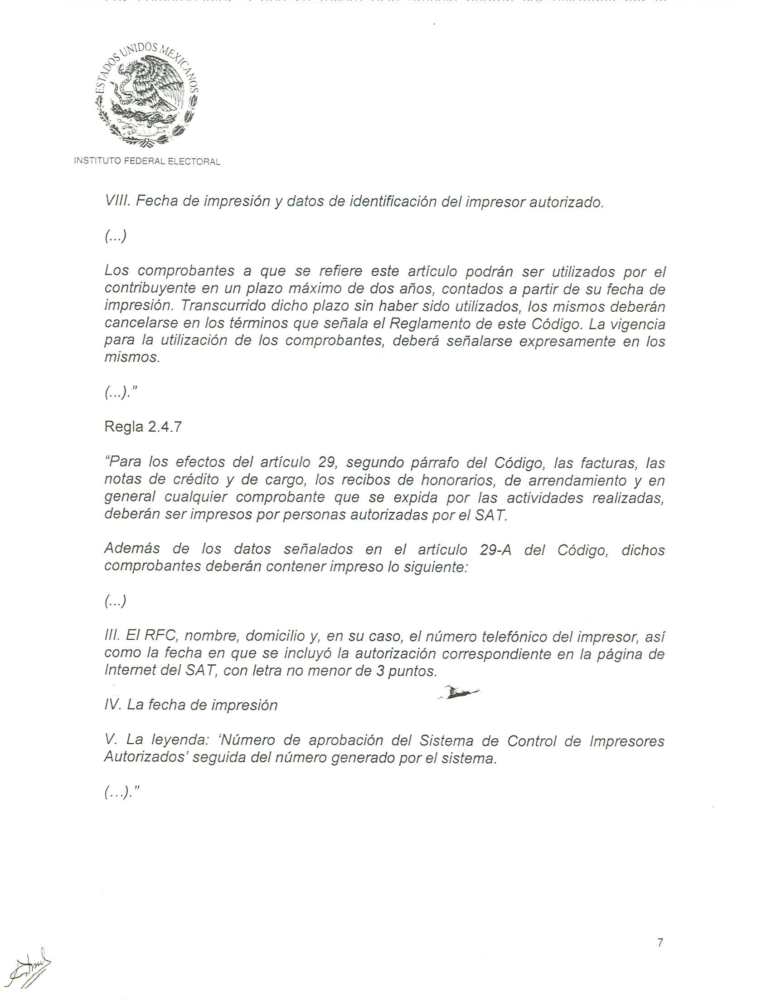 ESTADOS UNIDOS MEXICANOS
INSTITUTO FEDERAL ELECTORAL
VIII. Fecha de impresión y datos de identificación del impresor autorizado.
(...)
Los comprobantes a que se refiere este artículo podrán ser utilizados por el
contribuyente en un plazo máximo de dos años, contados a partir de su fecha de
impresión. Transcurrido dicho plazo sin haber sido utilizados, los mismos deberán
cancelarse en los términos que señala el Reglamento de este Código. La vigencia
para la utilización de los comprobantes, deberá señalarse expresamente en los
mismos.
(...).”
Regla 2.4.7
“Para los efectos del artículo 29, segundo párrafo del Código, las facturas, las
notas de crédito y de cargo, los recibos de honorarios, de arrendamiento y en
general cualquier comprobante que se expida por las actividades realizadas,
deberán ser impresos por personas autorizadas por el SAT.
Además de los datos señalados en el artículo 29-A del Código, dichos
comprobantes deberán contener impreso lo siguiente:
(...)
III. El RFC, nombre, domicilio y, en su caso, el número telefónico del impresor, así
como la fecha en que se incluyó la autorización correspondiente en la página de
Internet del SAT, con letra no menor de 3 puntos.
IV. La fecha de impresión
V. La leyenda: ‘Número de aprobación del Sistema de Control de Impresores
Autorizados’ seguida del número generado por el sistema.
(...).”
7